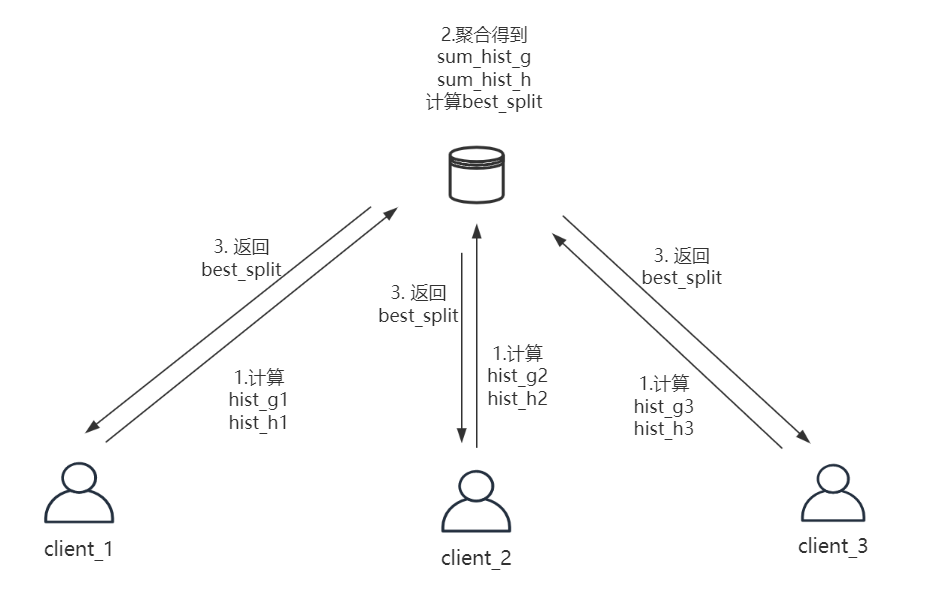 2.聚合得到
sum_hist_g
sum_hist_h
计算best_split
3. 返回
best_split
3. 返回
best_split
3. 返回
best_split
1.计算
hist_g1
hist_h1
1.计算
hist_g2
hist_h2
1.计算
hist_g3
hist_h3
client_1
client_2
client_3